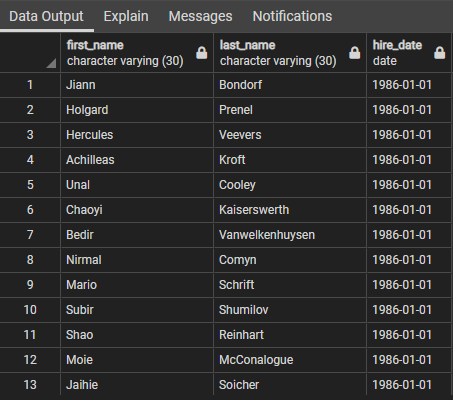 Data Output Explain Messages Notifications
first_name last_name hire_date
character varying (30) character varying (30) date
1 Jiann Bondorf 1986-01-01
2 Holgard Prenel 1986-01-01
3 Hercules Veevers 1986-01-01
4 Achilleas Kroft 1986-01-01
5 Unal Cooley 1986-01-01
6 Chaoyi Kaiserswerth 1986-01-01
7 Bedir Vanwelkenhuysen 1986-01-01
8 Nirmal Comyn 1986-01-01
9 Mario Schrift 1986-01-01
10 Subir Shumilov 1986-01-01
11 Shao Reinhart 1986-01-01
12 Moie McConalogue 1986-01-01
13 Jaihie Soicher 1986-01-01